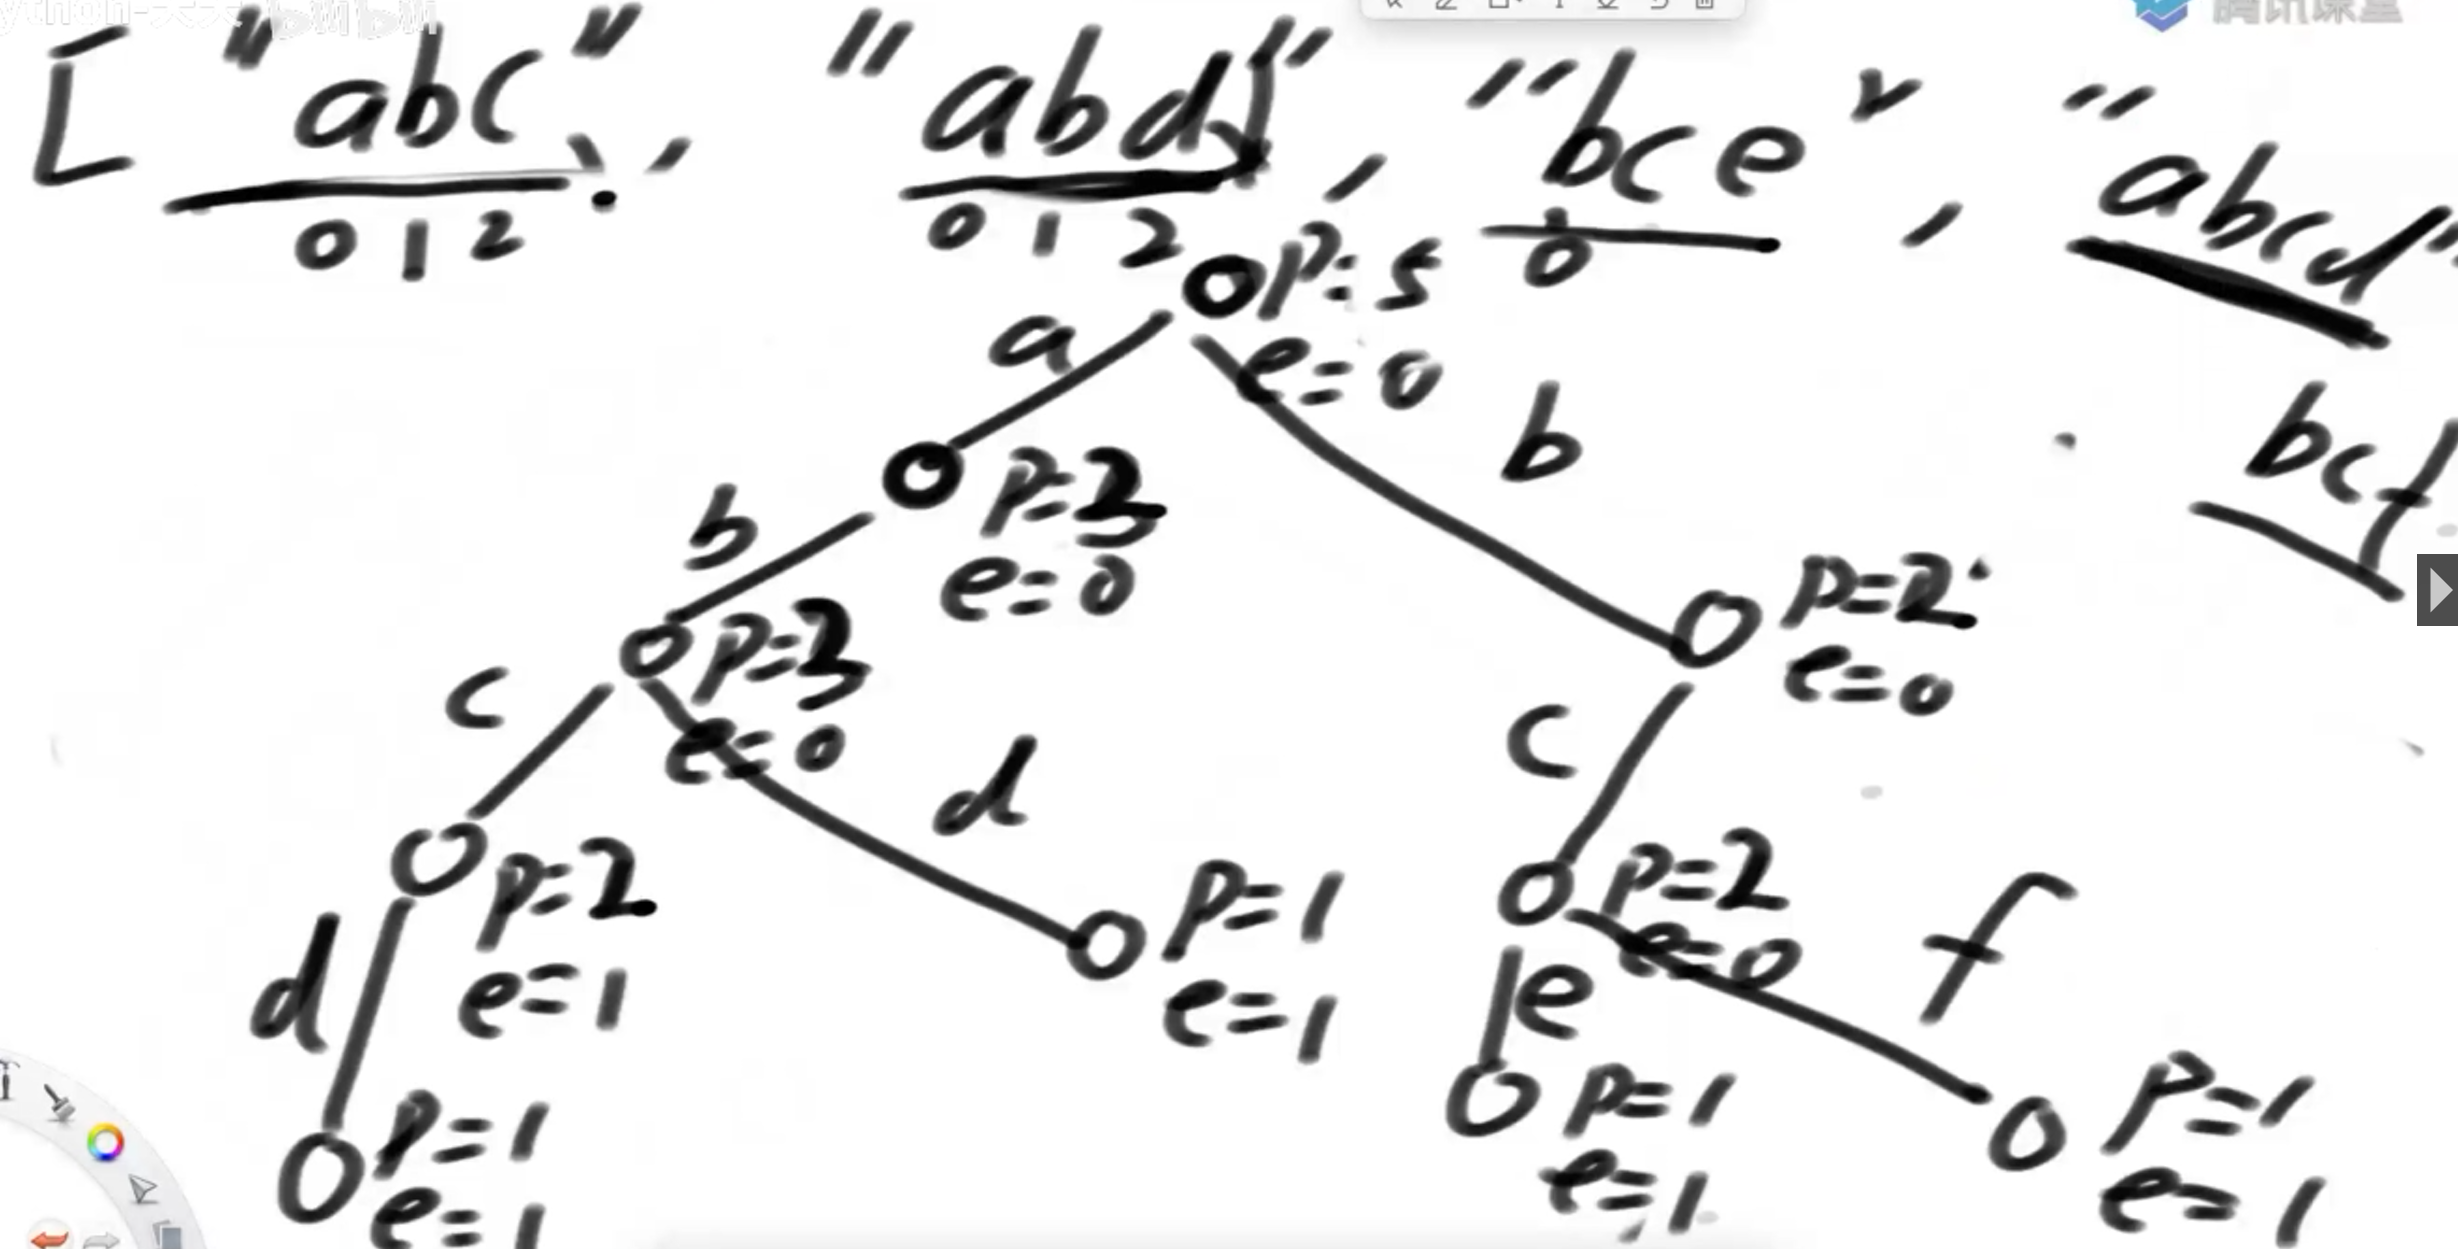 腾讯课堂
["abc", "abd", "bce", "abcd"
0 1 2 0 1 2 0
p=5
a e=0
b bcf
p=3
b e=0
p=2
p=3 e=0
c e=0 c
d
p=2 p=1 p=2 f
e=1 e=1 e=0
d e
p=1 p=1 p=1
e=1 e=1 e=1